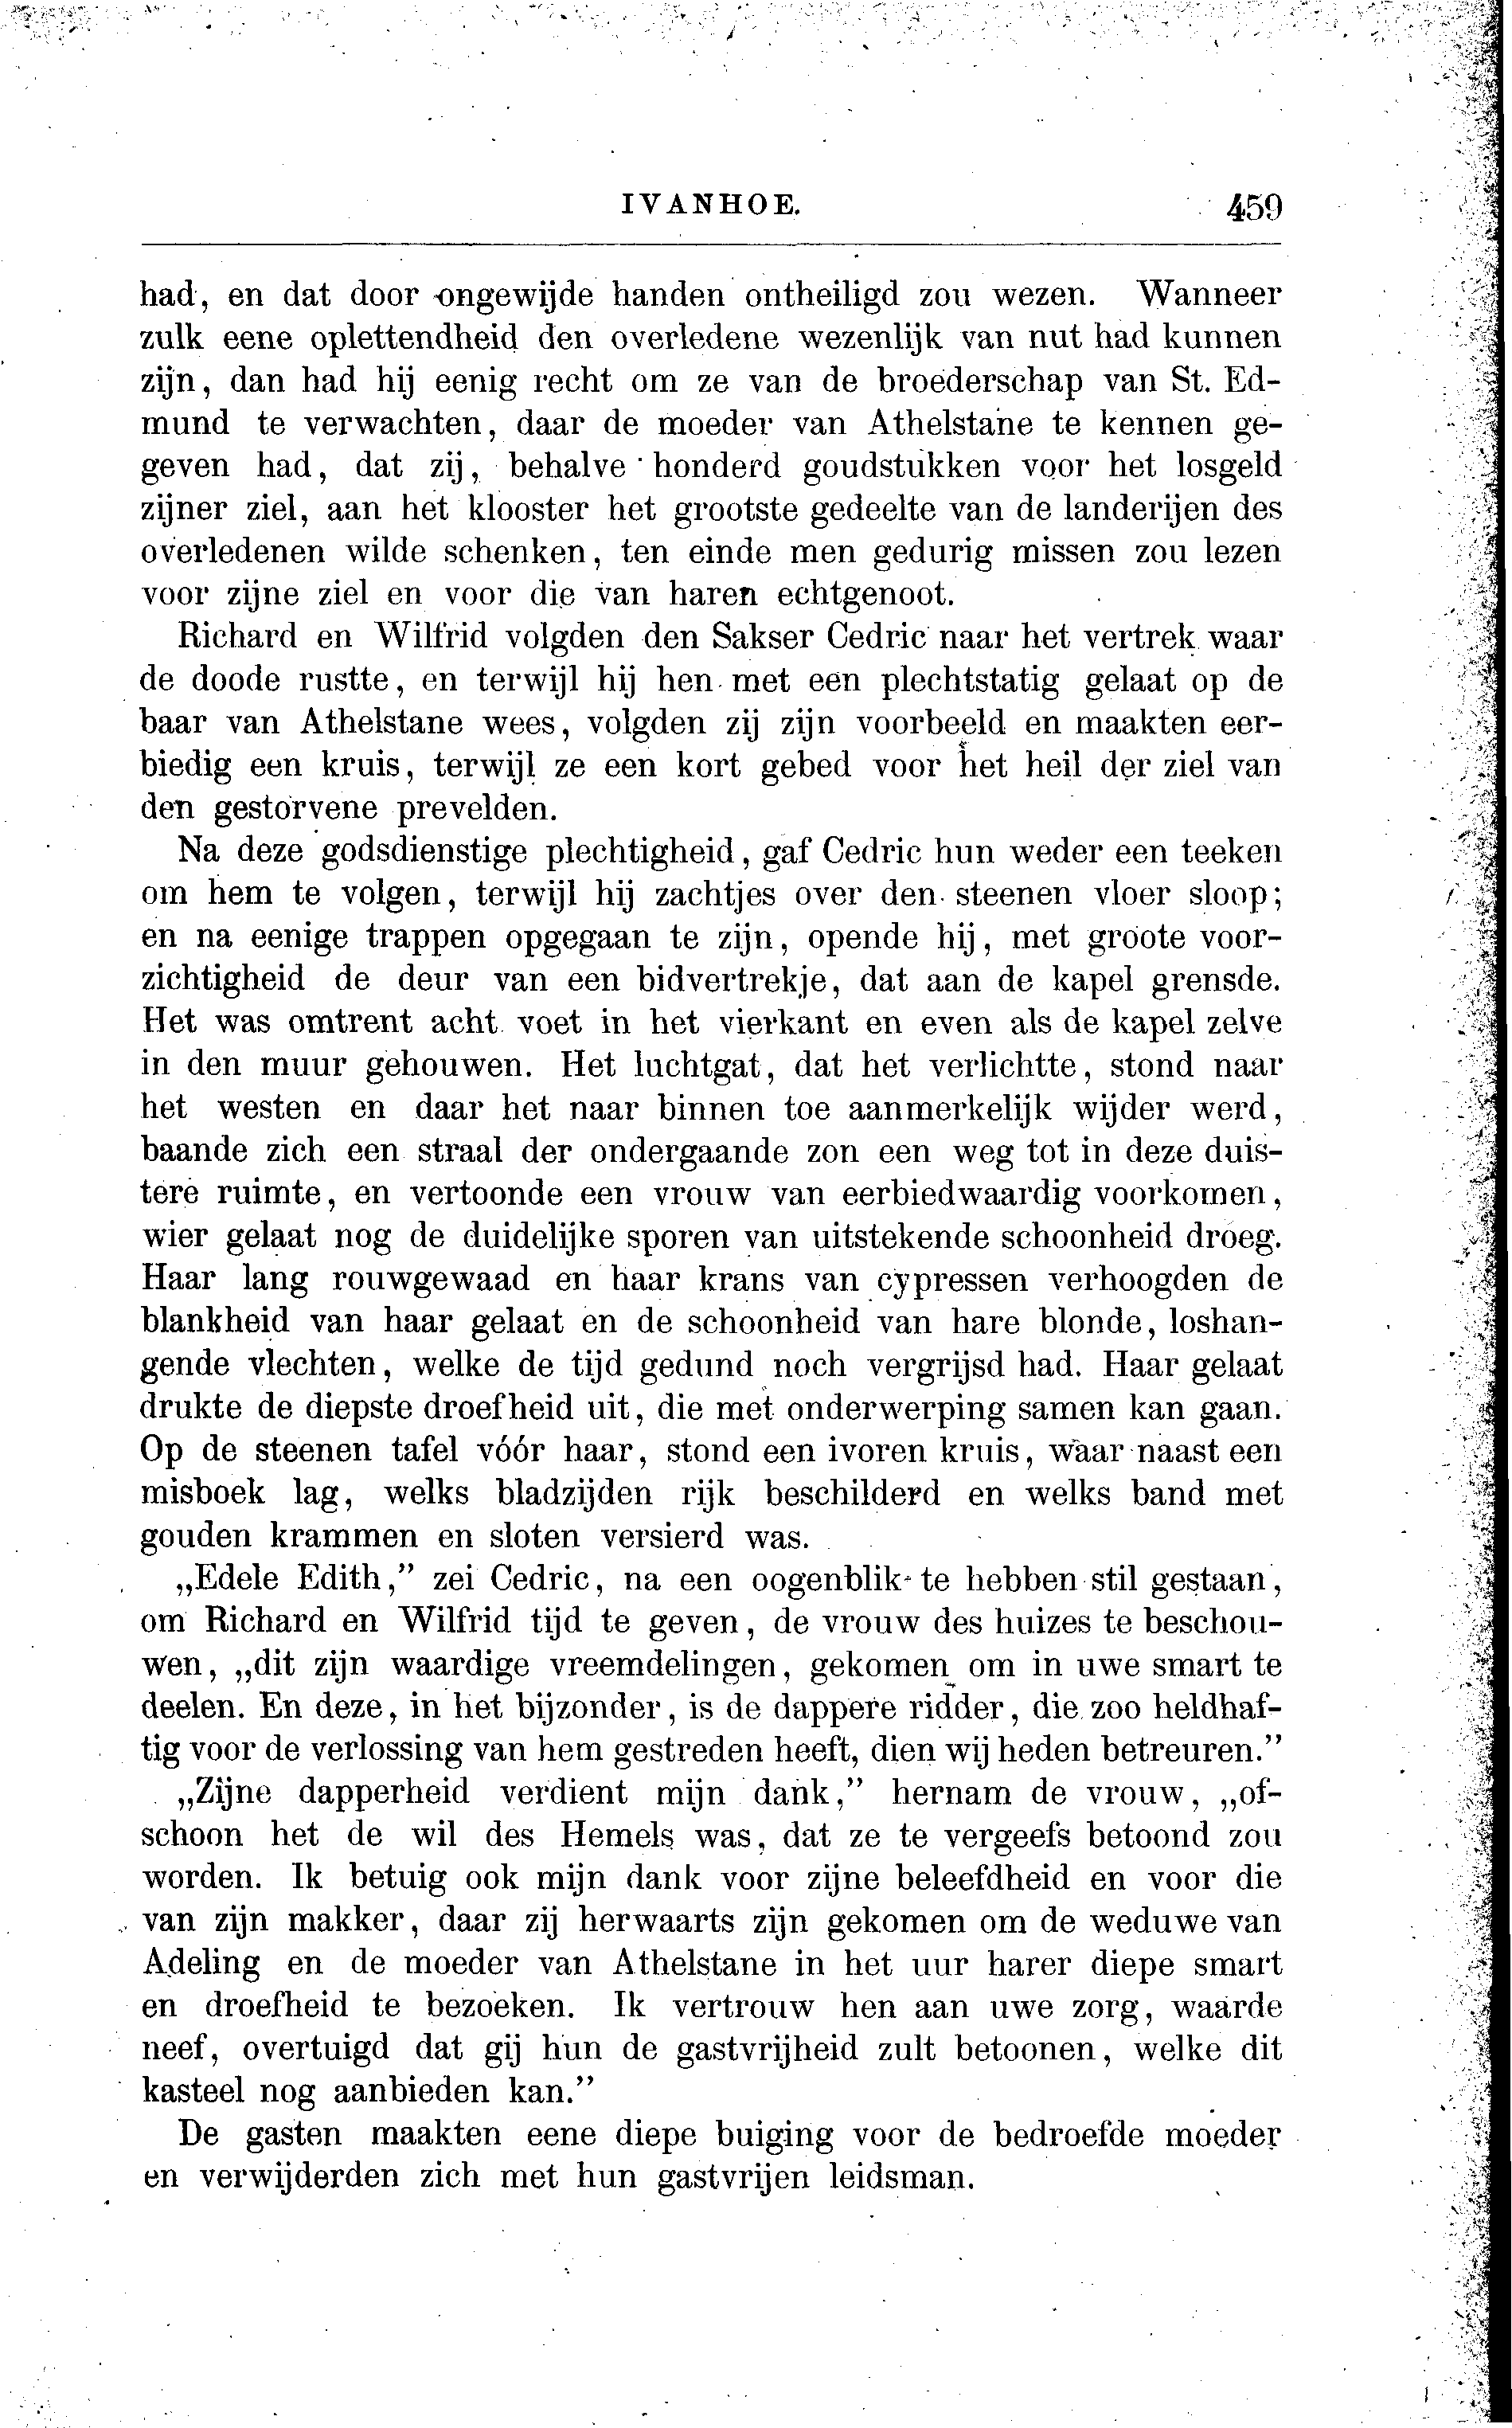 IVANHOE. 459
had, en dat door ongewijde handen ontheiligd zou wezen. Wanneer
zulk eene oplettendheid den overledene wezenlijk van nut had kunnen
zijn, dan had hij eenig recht om ze van de broederschap van St. Ed-
mund te verwachten, daar de moeder van Athelstane te kennen ge-
geven had, dat zij, behalve honderd goudstukken voor het losgeld
zijner ziel, aan het klooster het grootste gedeelte van de landerijen des
overledenen wilde schenken, ten einde men gedurig missen zou lezen
voor zijne ziel en voor die van haren echtgenoot.
Richard en Wilfrid volgden den Sakser Cedric naar het vertrek waar
de doode rustte, en terwijl hij hen met een plechtstatig gelaat op de
baar van Athelstane wees, volgden zij zijn voorbeeld en maakten eer-
biedig een kruis, terwijl ze een kort gebed voor het heil der ziel van
den gestorvene prevelden.
Na deze godsdienstige plechtigheid, gaf Cedric hun weder een teeken
om hem te volgen, terwijl hij zachtjes over den steenen vloer sloop;
en na eenige trappen opgegaan te zijn, opende hij, met groote voor-
zichtigheid de deur van een bidvertrekje, dat aan de kapel grensde.
Het was omtrent acht voet in het vierkant en even als de kapel zelve
in den muur gehouwen. Het luchtgat, dat het verlichtte, stond naar
het westen en daar het naar binnen toe aanmerkelijk wijder werd,
baande zich een straal der ondergaande zon een weg tot in deze duis-
tere ruimte, en vertoonde een vrouw van eerbiedwaardig voorkomen,
wier gelaat nog de duidelijke sporen van uitstekende schoonheid droeg.
Haar lang rouwgewaad en haar krans van cypressen verhoogden de
blankheid van haar gelaat en de schoonheid van hare blonde, loshan-
gende vlechten, welke de tijd gedund noch vergrijsd had. Haar gelaat
drukte de diepste droefheid uit, die met onderwerping samen kan gaan.
Op de steenen tafel vóór haar, stond een ivoren kruis, waar naast een
misboek lag, welks bladzijden rijk beschilderd en welks band met
gouden krammen en sloten versierd was.
„Edele Edith,” zei Cedric, na een oogenblik te hebben stil gestaan,
om Richard en Wilfrid tijd te geven, de vrouw des huizes te beschou-
wen, „dit zijn waardige vreemdelingen, gekomen om in uwe smart te
deelen. En deze, in het bijzonder, is de dappere ridder, die zoo heldhaf-
tig voor de verlossing van hem gestreden heeft, dien wij heden betreuren.”
„Zijne dapperheid verdient mijn dank,” hernam de vrouw, „of-
schoon het de wil des Hemels was, dat ze te vergeefs betoond zou
worden. Ik betuig ook mijn dank voor zijne beleefdheid en voor die
van zijn makker, daar zij herwaarts zijn gekomen om de weduwe van
Adeling en de moeder van Athelstane in het uur harer diepe smart
en droefheid te bezoeken. Ik vertrouw hen aan uwe zorg, waarde
neef, overtuigd dat gij hun de gastvrijheid zult betoonen, welke dit
kasteel nog aanbieden kan.”
De gasten maakten eene diepe buiging voor de bedroefde moeder
en verwijderden zich met hun gastvrijen leidsman.